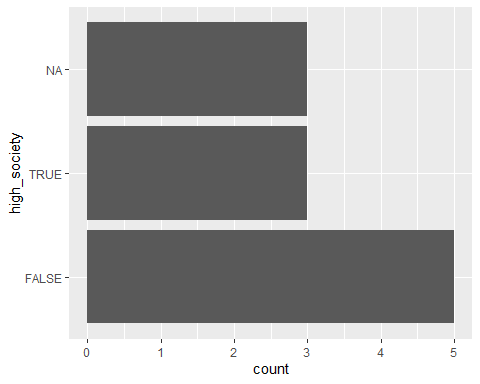 high_society
NA
TRUE
FALSE
0 1 2 3 4 5
count